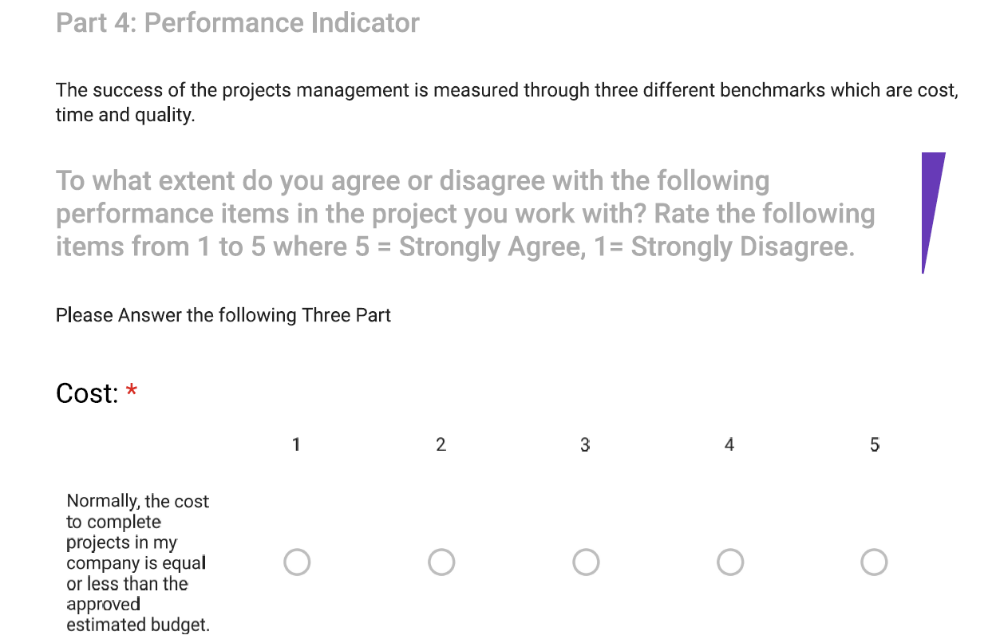 Part 4: Performance Indicator
The success of the projects management is measured through three different benchmarks which are cost,
time and quality.
To what extent do you agree or disagree with the following
performance items in the project you work with? Rate the following
items from 1 to 5 where 5 = Strongly Agree, 1= Strongly Disagree.
Please Answer the following Three Part
Cost: *
1 2 3 4 5
Normally, the cost
to complete
projects in my
company is equal
or less than the
approved
estimated budget.